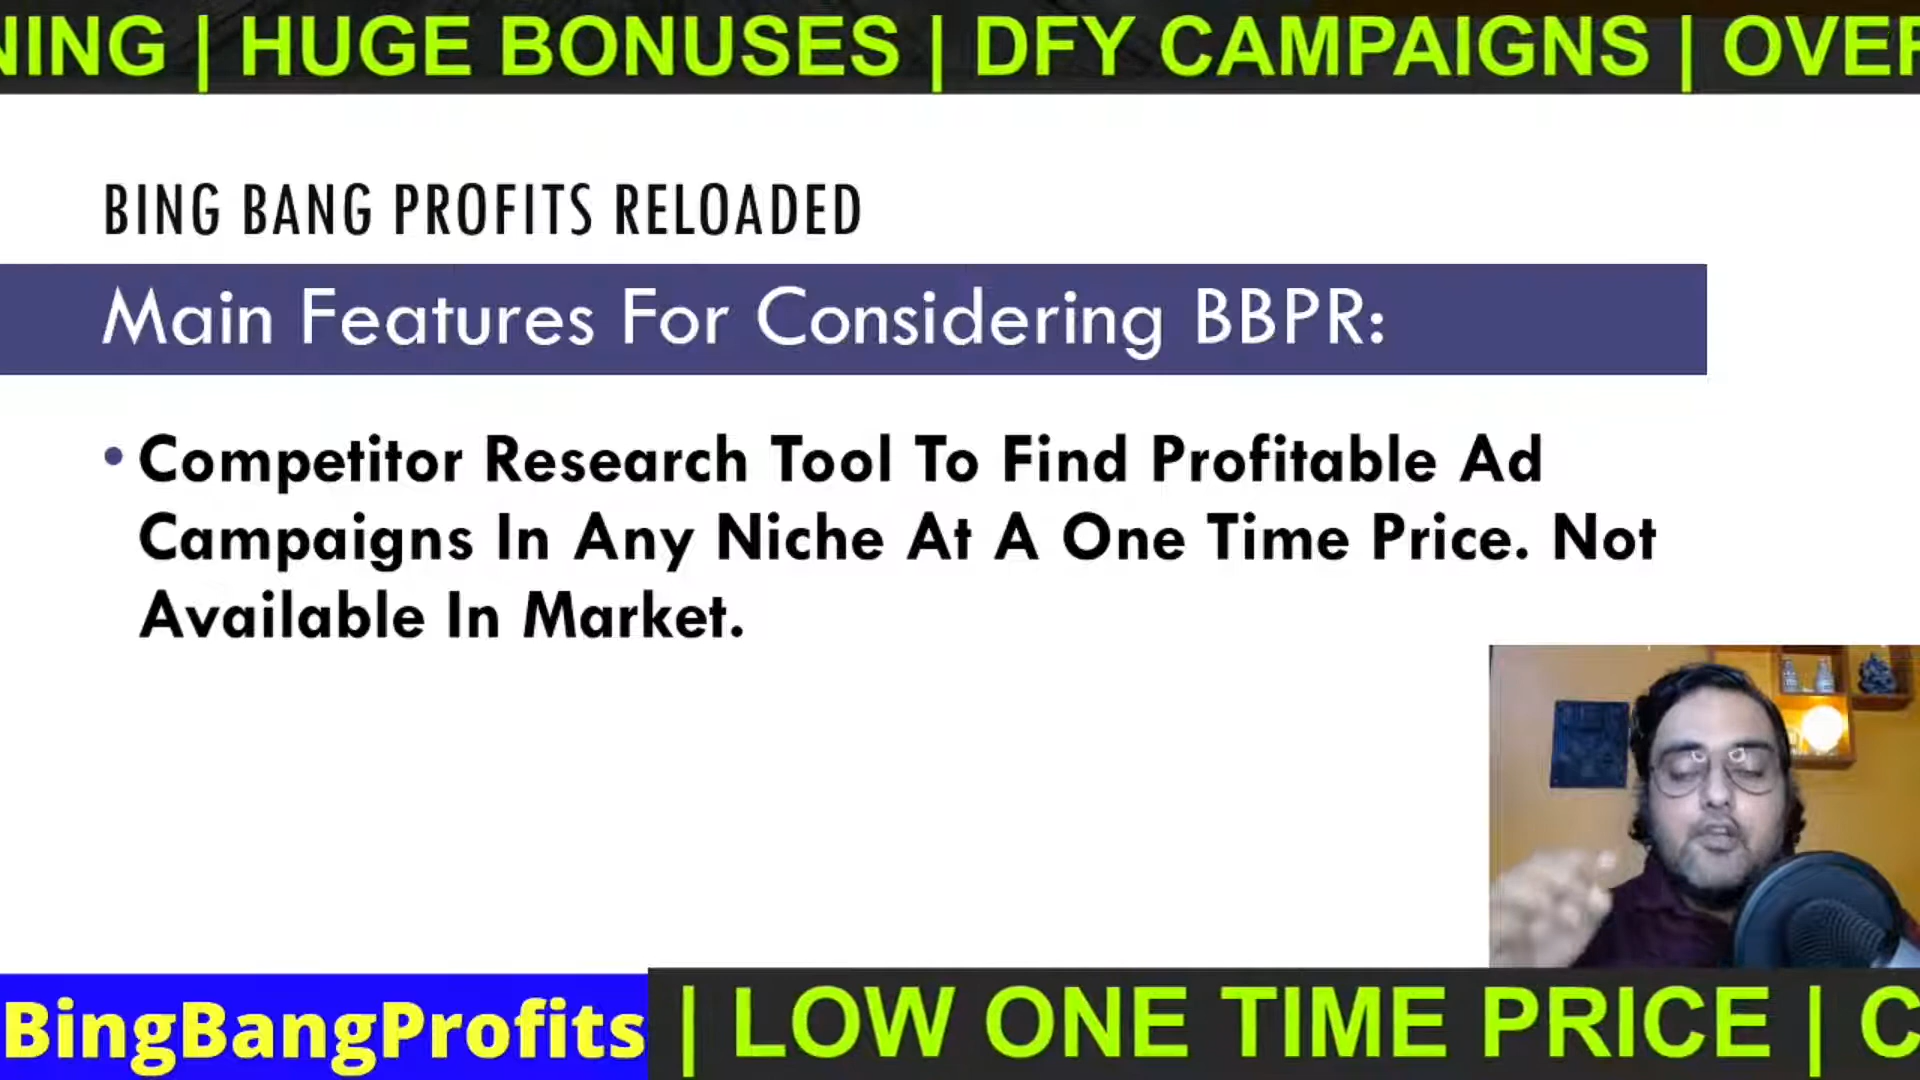 NING | HUGE BONUSES | DFY CAMPAIGNS | OVER
BING BANG PROFITS RELOADED
Main Features For Considering BBPR:
• Competitor Research Tool To Find Profitable Ad
Campaigns In Any Niche At A One Time Price. Not
Available In Market.
BingBangProfits | LOW ONE TIME PRICE | C